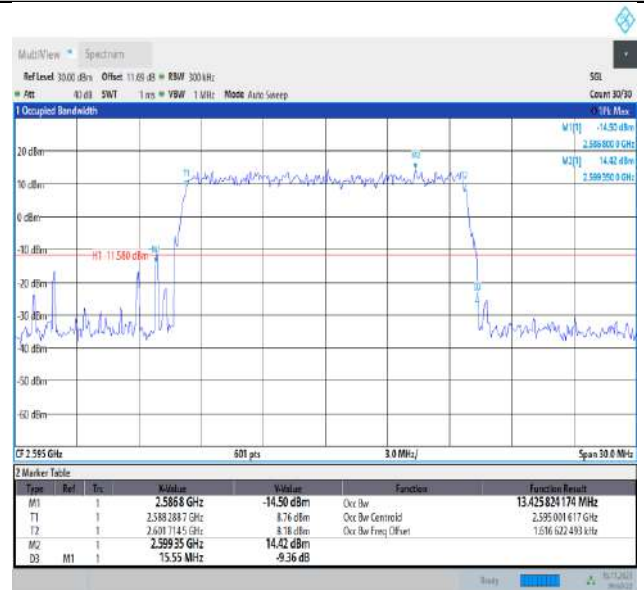 MultiView Spectrum
Ref Level 30.00 dBm Offset 11.69 dB RBW 300 kHz SGL
Att 40 dB SWT 1 ms VBW 1 MHz Mode Auto Sweep Count 30/30
1 Occupied Bandwidth 1Pk Max
M1[1] -14.50 dBm
2.586 800 0 GHz
M2[1] 14.42 dBm
2.599 350 0 GHz
20 dBm
M2
T1
10 dBm
0 dBm
-10 dBm
H1 -11.580 dBm
-20 dBm
D3
-30 dBm
-40 dBm
-50 dBm
-60 dBm
CF 2.595 GHz 601 pts 3.0 MHz/ Span 30.0 MHz
2 Marker Table
Type Ref Trc X-Value Y-Value Function Function Result
M1 1 2.5868 GHz -14.50 dBm Occ Bw 13.425 824 174 MHz
T1 1 2.588 288 7 GHz 8.76 dBm Occ Bw Centroid 2.595 001 617 GHz
T2 1 2.601 714 5 GHz 8.18 dBm Occ Bw Freq Offset 1.616 622 493 kHz
M2 1 2.59935 GHz 14.42 dBm
D3 M1 1 15.55 MHz -9.36 dB
Ready